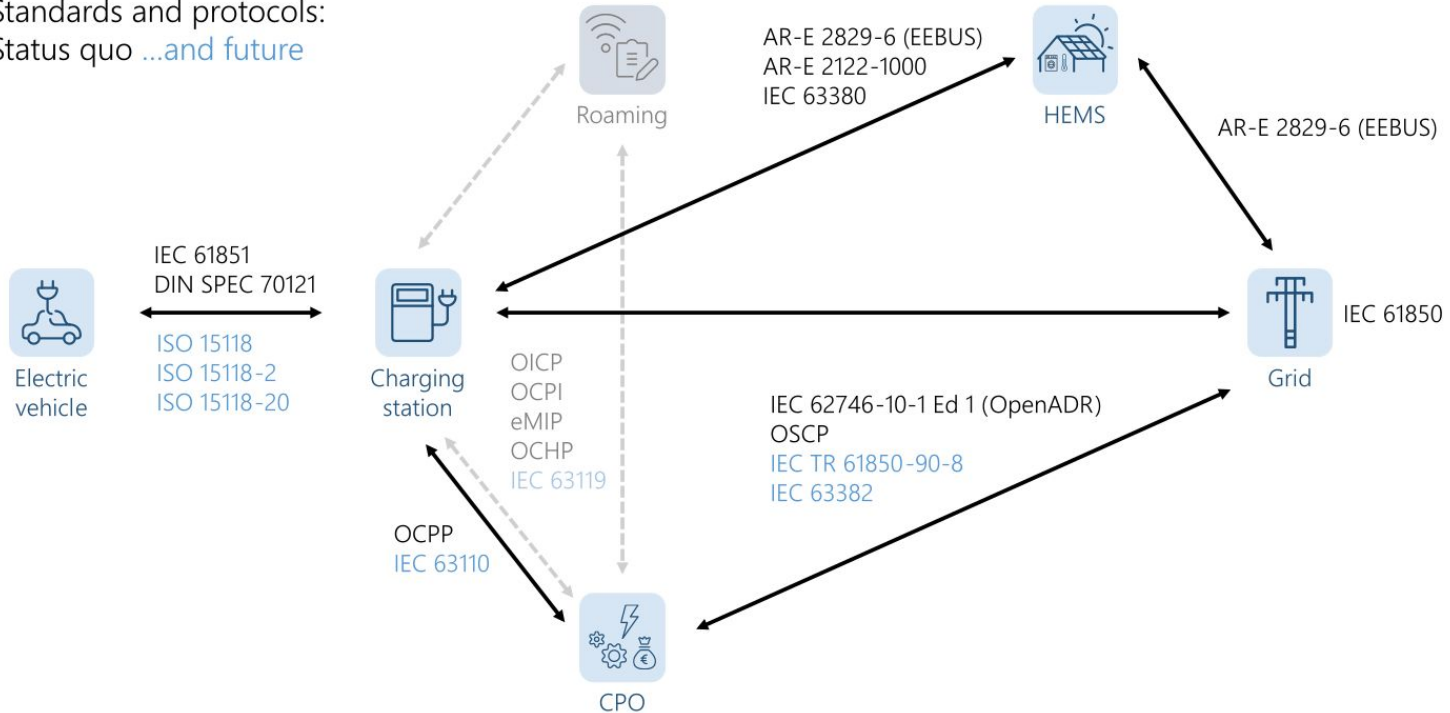 Standards and protocols:
Status quo ...and future
Roaming
AR-E 2829-6 (EEBUS)
AR-E 2122-1000
IEC 63380
HEMS
AR-E 2829-6 (EEBUS)
IEC 61851
DIN SPEC 70121
ISO 15118
ISO 15118-2
ISO 15118-20
Electric
vehicle
Charging
station
OICP
OCPI
eMIP
OCHP
IEC 63119
IEC 61850
Grid
IEC 62746-10-1 Ed 1 (OpenADR)
OSCP
IEC TR 61850-90-8
IEC 63382
OCPP
IEC 63110
€
CPO